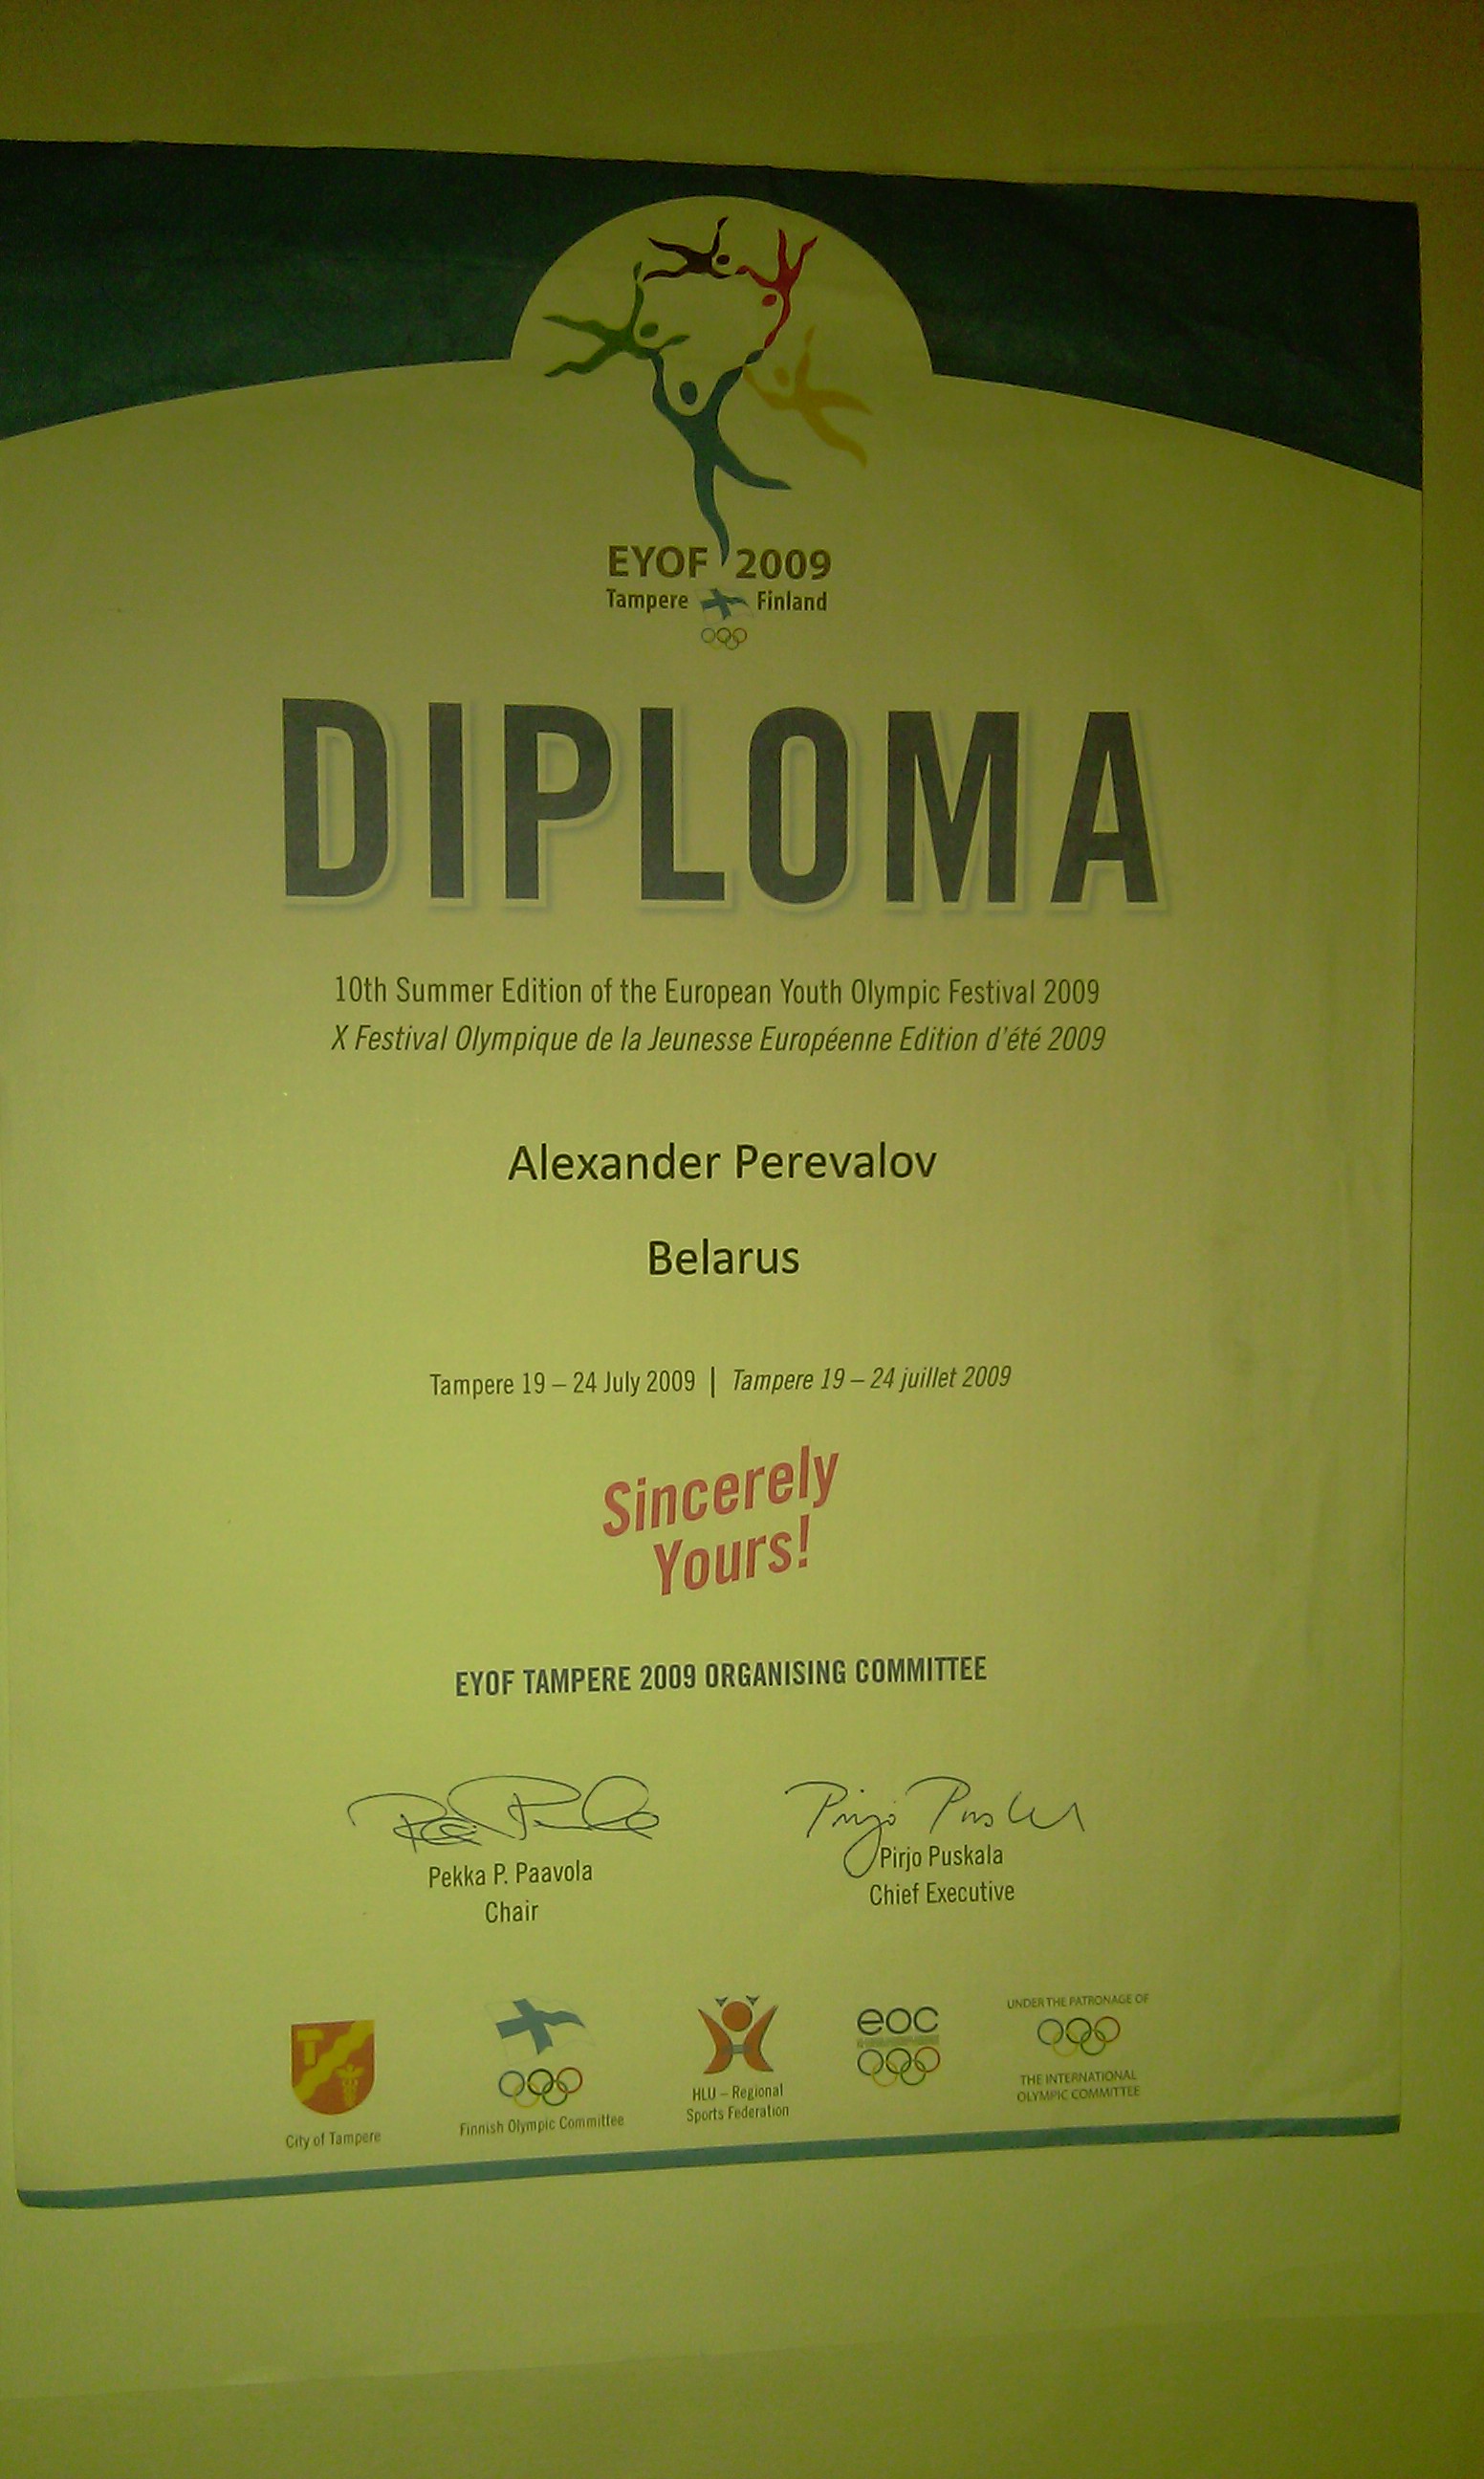 EYOF 2009
Tampere Finland
DIPLOMA
10th Summer Edition of the European Youth Olympic Festival 2009
X Festival Olympique de la Jeunesse Européenne Edition d'été 2009
Alexander Perevalov
Belarus
Tampere 19 – 24 July 2009 | Tampere 19 – 24 juillet 2009
Sincerely
Yours!
EYOF TAMPERE 2009 ORGANISING COMMITTEE
Pekka P. Paavola
Chair
Pirjo Puskala
Chief Executive
City of Tampere
Finnish Olympic Committee
HLU – Regional
Sports Federation
eoc
UNDER THE PATRONAGE OF
THE INTERNATIONAL
OLYMPIC COMMITTEE